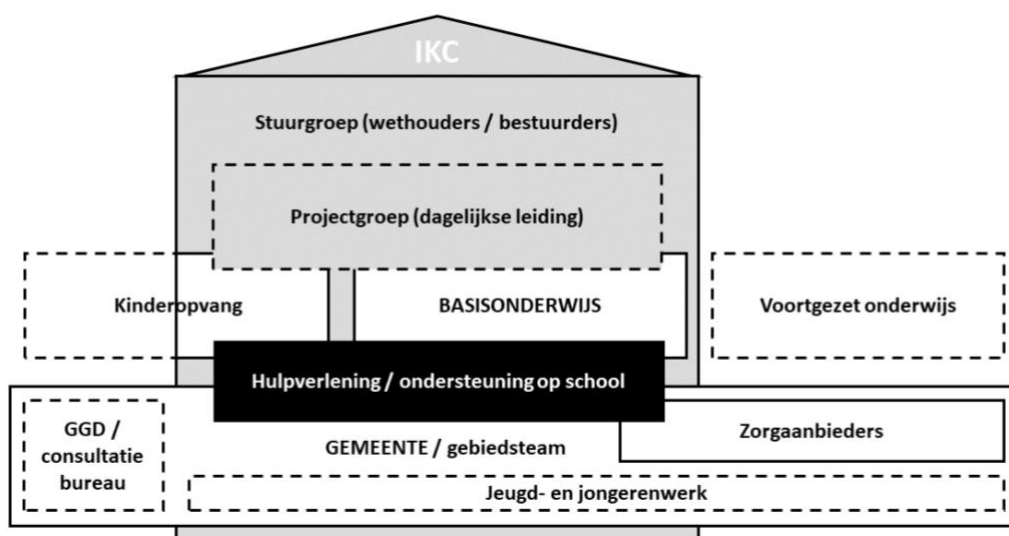 IKC
Stuurgroep (wethouders / bestuurders)
Projectgroep (dagelijkse leiding)
Kinderopvang
BASISONDERWIJS
Voortgezet onderwijs
Hulpverlening / ondersteuning op school
GGD /
consultatie
bureau
GEMEENTE / gebiedsteam
Zorgaanbieders
Jeugd- en jongerenwerk